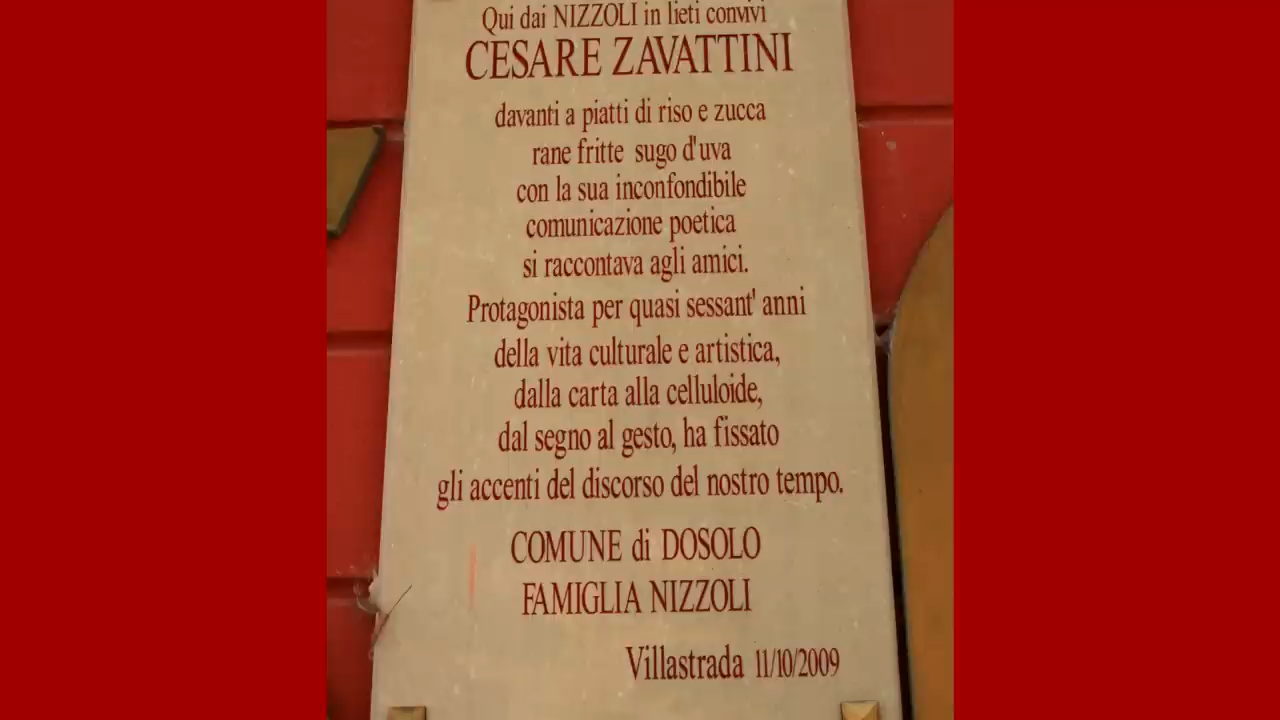 Qui dai NIZZOLI in lieti convivi
CESARE ZAVATTINI
davanti a piatti di riso e zucca
rane fritte sugo d'uva
con la sua inconfondibile
comunicazione poetica
si raccontava agli amici.
Protagonista per quasi sessant' anni
della vita culturale e artistica,
dalla carta alla celluloide,
dal segno al gesto, ha fissato
gli accenti del discorso del nostro tempo.
COMUNE di DOSOLO
FAMIGLIA NIZZOLI
Villastrada 11/10/2009